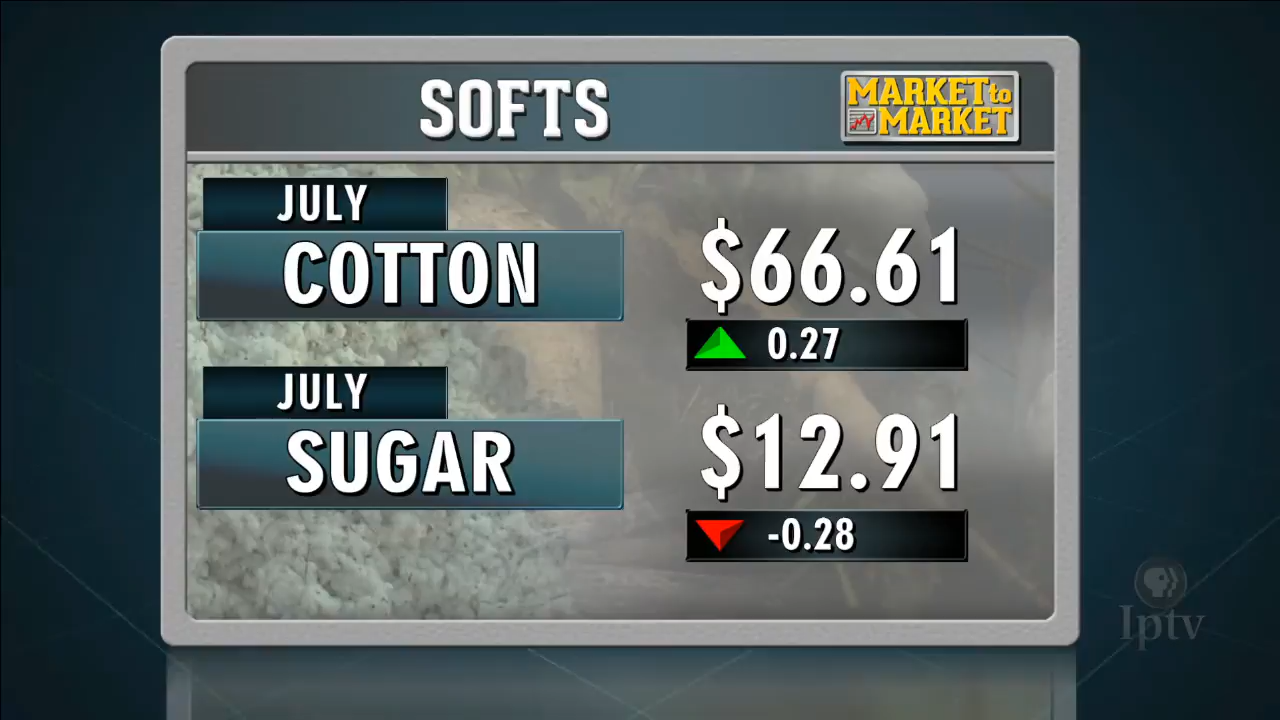 SOFTS
MARKET to
MARKET
JULY
COTTON
$66.61
0.27
JULY
SUGAR
$12.91
-0.28
Iptv